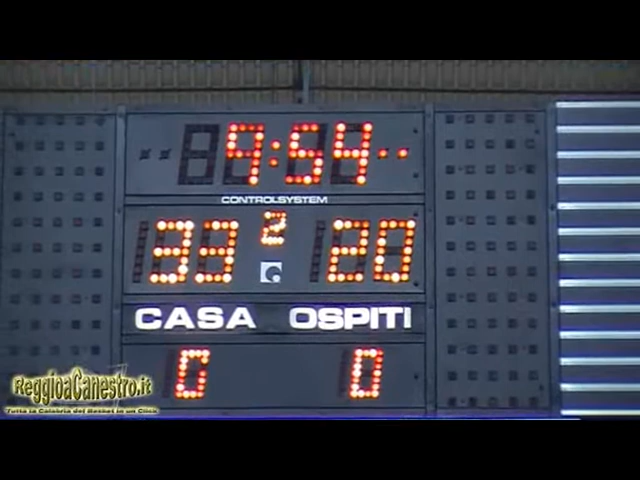 9:54
CONTROLSYSTEM
33 2 20
CASA OSPITI
0 0
ReggioaCanestro.it
Tutta la Calabria del Basket in un Click